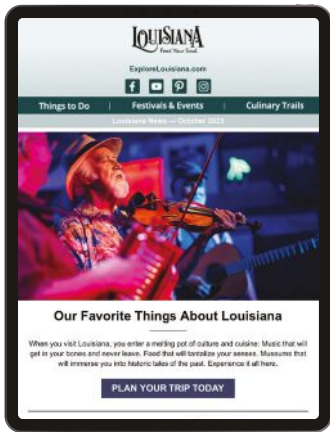 LOUISIANA
Feed Your Soul.
ExploreLouisiana.com
Things to Do | Festivals & Events | Culinary Trails
Louisiana News — October 2023
Our Favorite Things About Louisiana
When you visit Louisiana, you enter a melting pot of culture and cuisine: Music that will
get in your bones and never leave. Food that will tantalize your senses. Museums that
will immerse you into historic tales of the past. Experience it all here.
PLAN YOUR TRIP TODAY